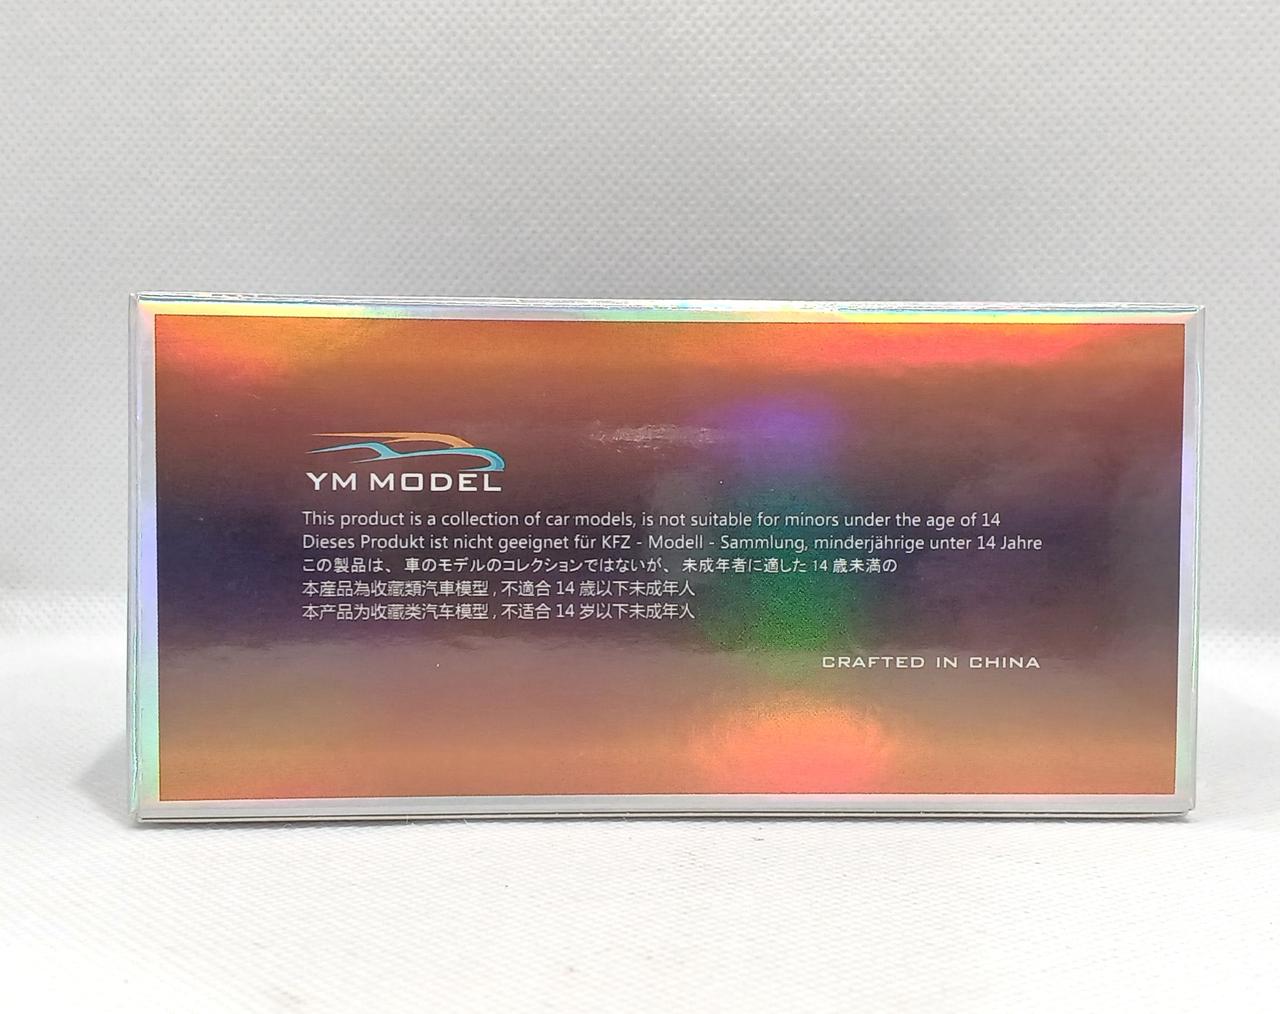 YM MODEL
This product is a collection of car models, is not suitable for minors under the age of 14
Dieses Produkt ist nicht geeignet für KFZ - Modell - Sammlung, minderjährige unter 14 Jahre
この製品は、車のモデルのコレクションではないが、未成年者に適した 14 歳未満の
本產品為收藏類汽車模型 , 不適合 14 歲以下未成年人
本产品为收藏类汽车模型 , 不适合 14 岁以下未成年人
CRAFTED IN CHINA